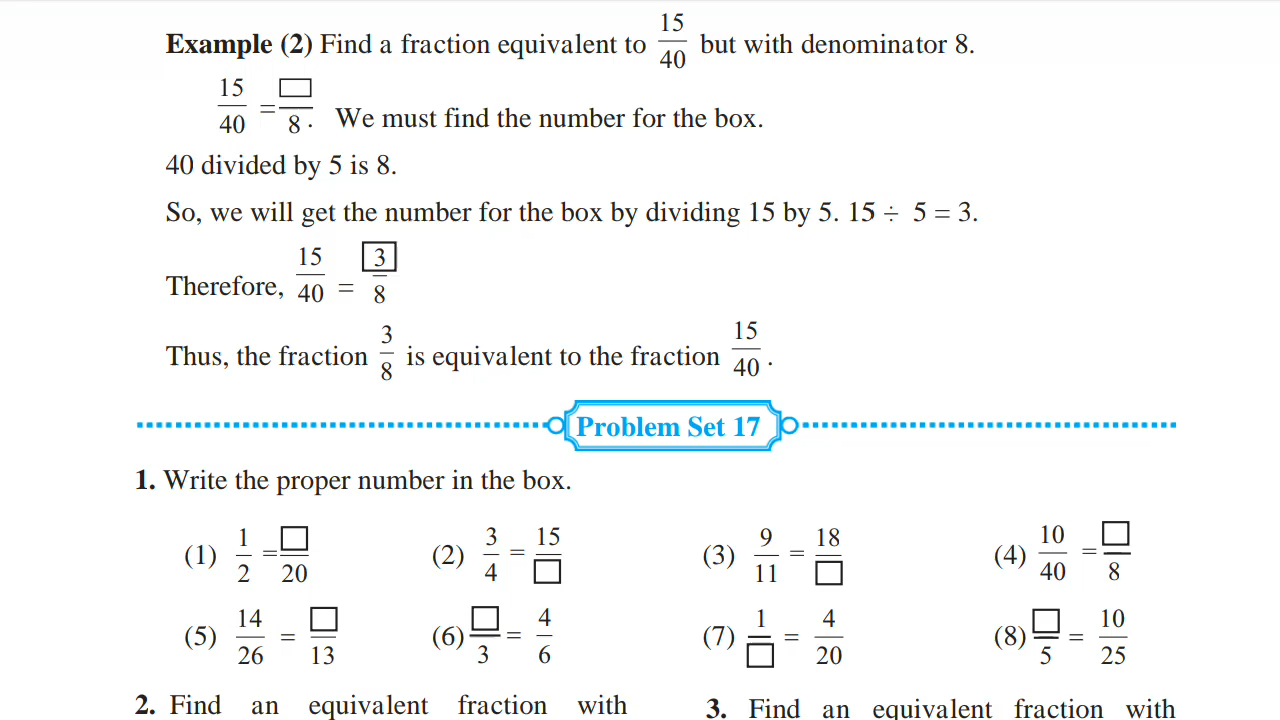 Example (2) Find a fraction equivalent to 15/40 but with denominator 8.
15/40 = □/8 . We must find the number for the box.
40 divided by 5 is 8.
So, we will get the number for the box by dividing 15 by 5. 15 ÷ 5 = 3.
Therefore, 15/40 = 3/8
Thus, the fraction 3/8 is equivalent to the fraction 15/40 .
Problem Set 17
1. Write the proper number in the box.
(1) 1/2 = □/20 (2) 3/4 = 15/□ (3) 9/11 = 18/□ (4) 10/40 = □/8
(5) 14/26 = □/13 (6) □/3 = 4/6 (7) 1/□ = 4/20 (8) □/5 = 10/25
2. Find an equivalent fraction with
3. Find an equivalent fraction with